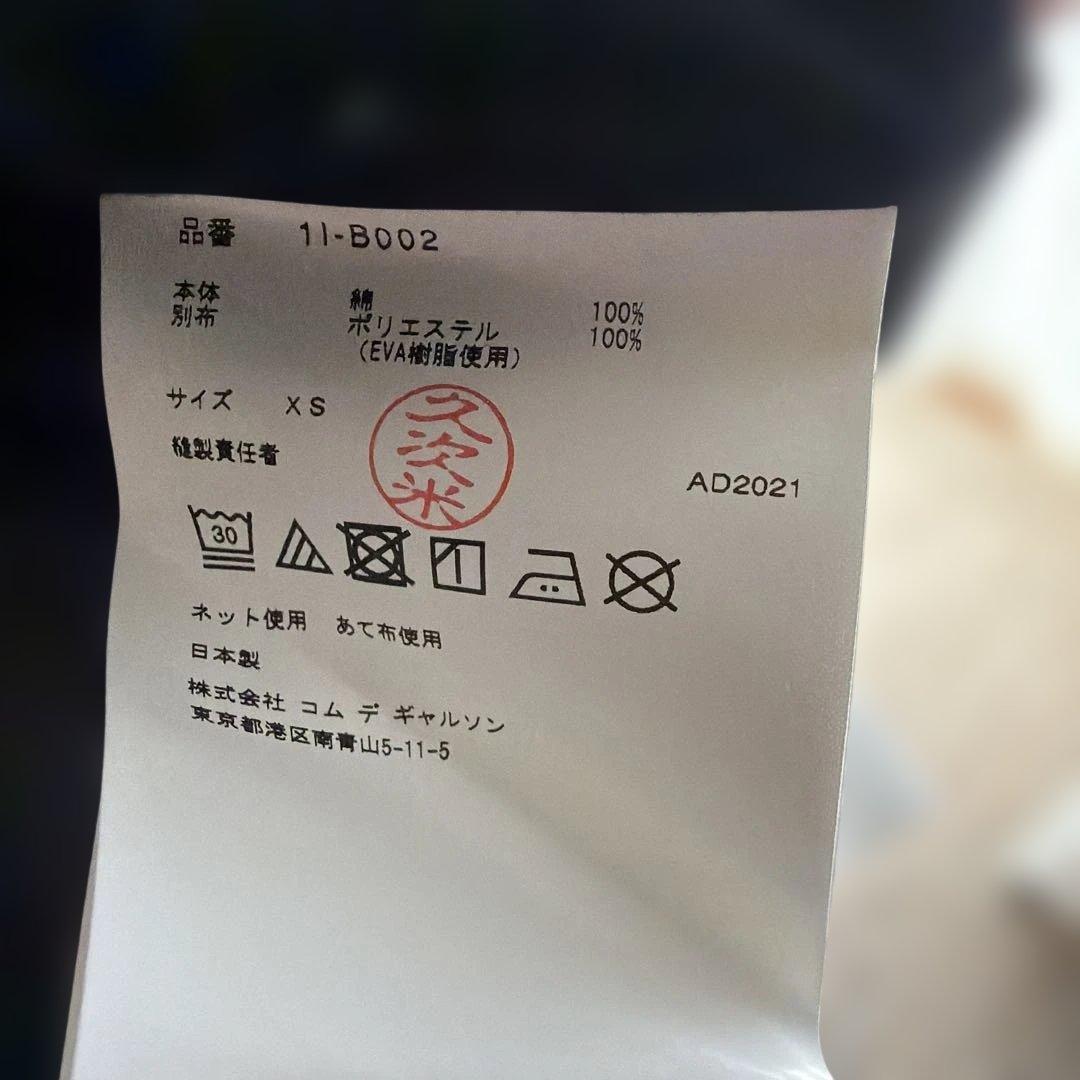 品番 1I-B002
本体 綿 100%
別布 ポリエステル 100%
(EVA樹脂使用)
サイズ XS
久次米
縫製責任者
AD2021
30
ネット使用 あて布使用
日本製
株式会社 コム デ ギャルソン
東京都港区南青山5-11-5